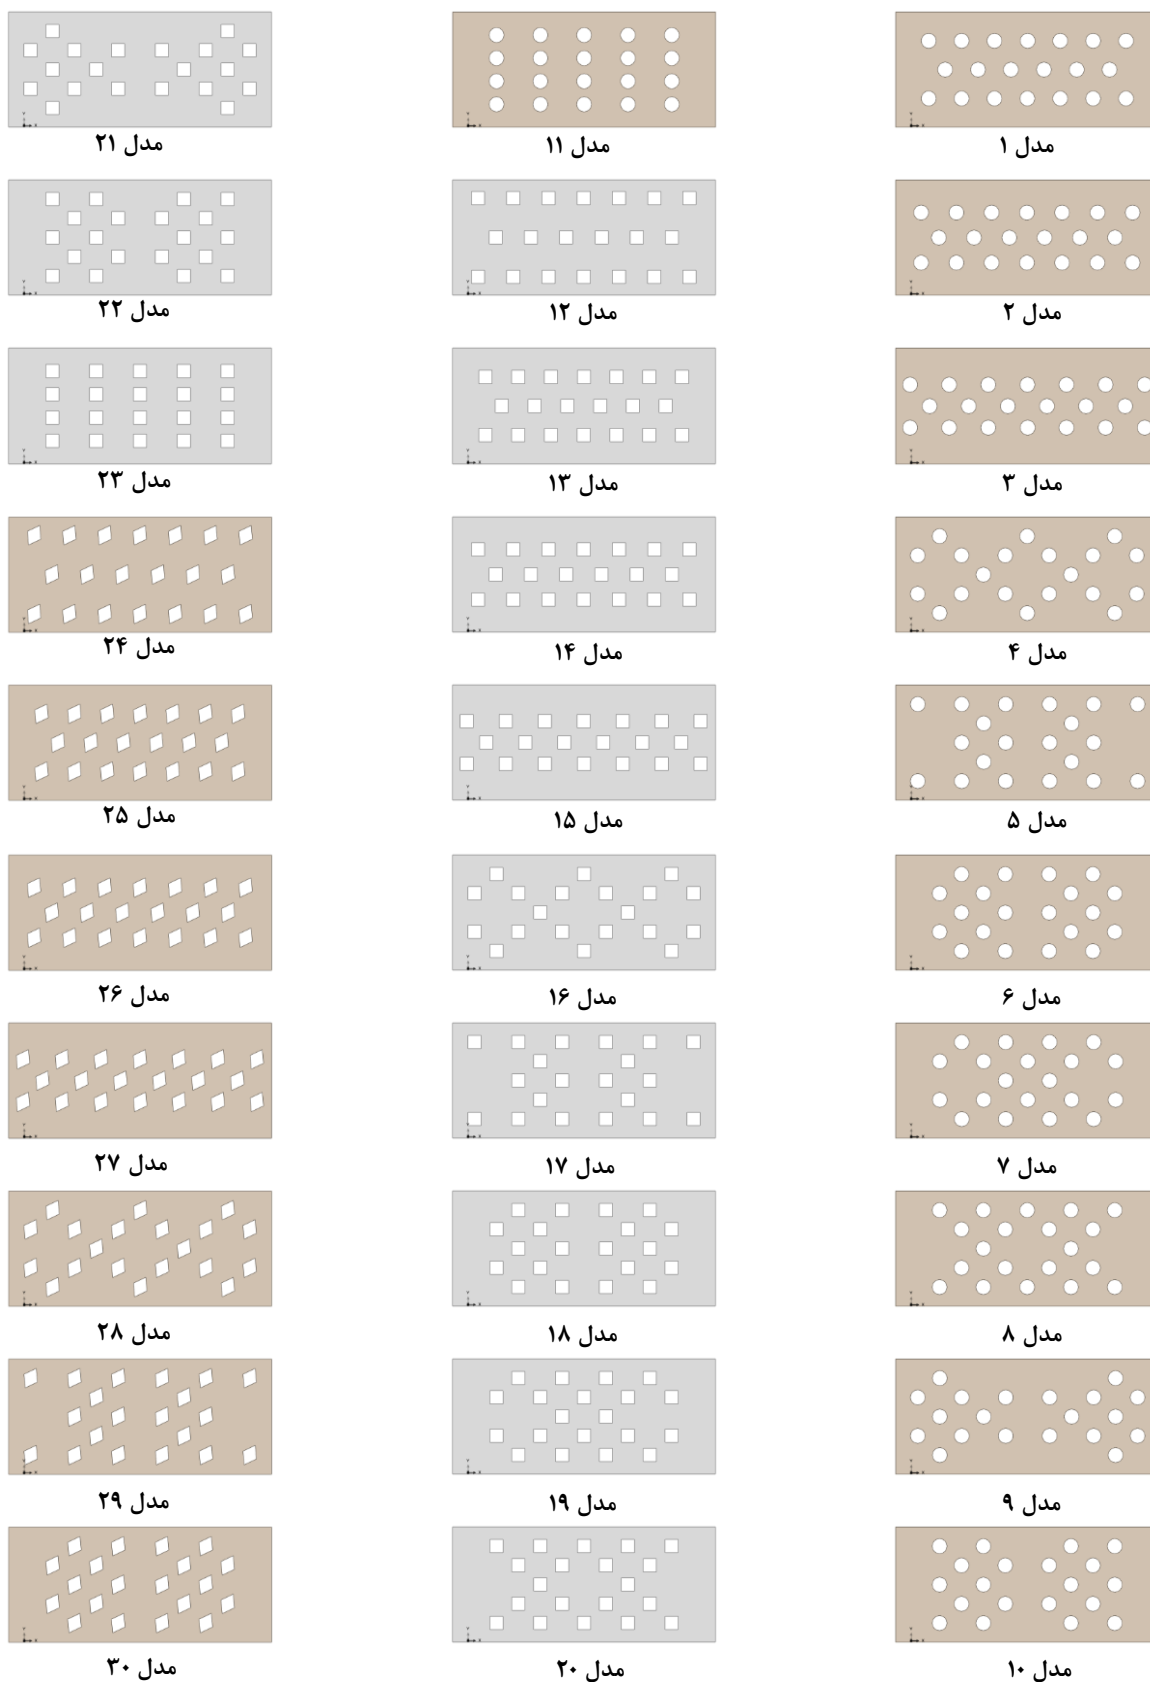 مدل ۱
مدل ۱۱
مدل ۲۱
مدل ۲
مدل ۱۲
مدل ۲۲
مدل ۳
مدل ۱۳
مدل ۲۳
مدل ۴
مدل ۱۴
مدل ۲۴
مدل ۵
مدل ۱۵
مدل ۲۵
مدل ۶
مدل ۱۶
مدل ۲۶
مدل ۷
مدل ۱۷
مدل ۲۷
مدل ۸
مدل ۱۸
مدل ۲۸
مدل ۹
مدل ۱۹
مدل ۲۹
مدل ۱۰
مدل ۲۰
مدل ۳۰